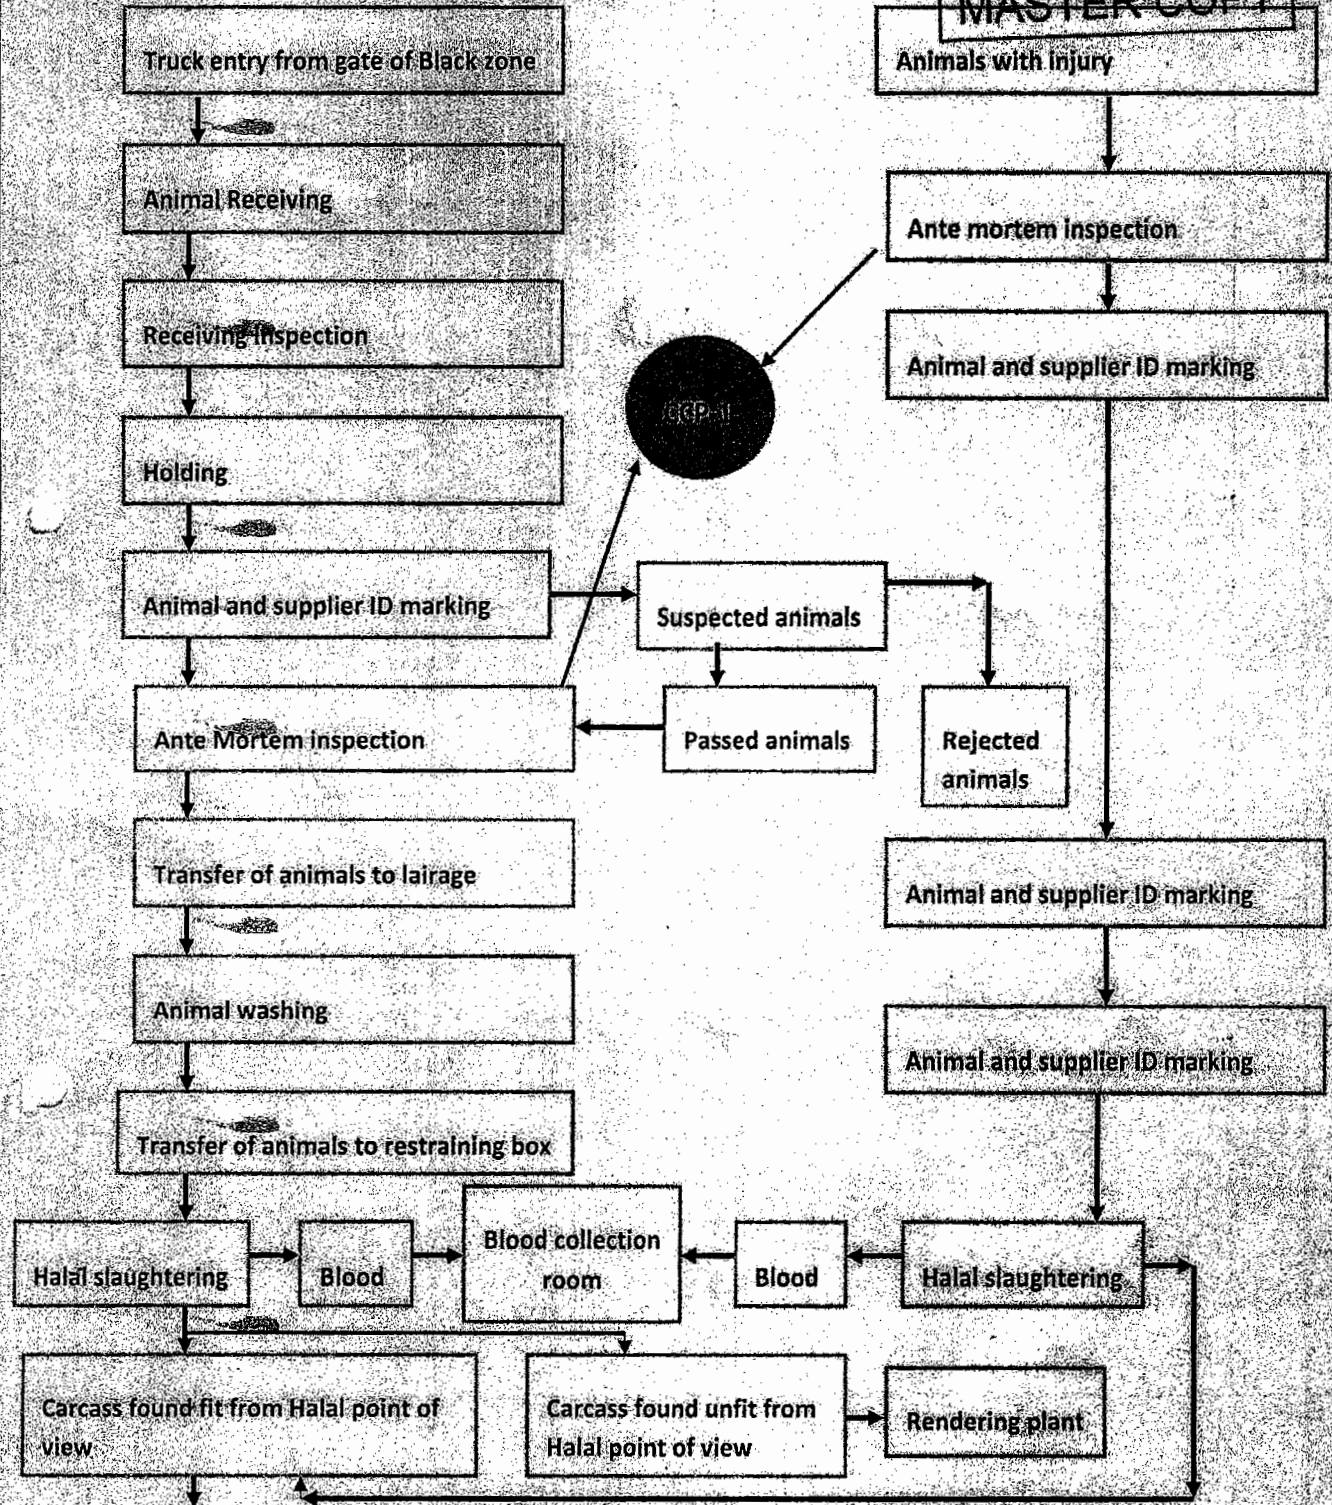 MASTER COPY
Truck entry from gate of Black zone
Animals with injury
Animal Receiving
Ante mortem inspection
Receiving Inspection
Animal and supplier ID marking
CCP-1
Holding
Animal and supplier ID marking
Suspected animals
Ante Mortem inspection
Passed animals
Rejected
animals
Transfer of animals to lairage
Animal and supplier ID marking
Animal washing
Animal and supplier ID marking
Transfer of animals to restraining box
Halal slaughtering
Blood
Blood collection
room
Blood
Halal slaughtering
Carcass found fit from Halal point of
view
Carcass found unfit from
Halal point of view
Rendering plant